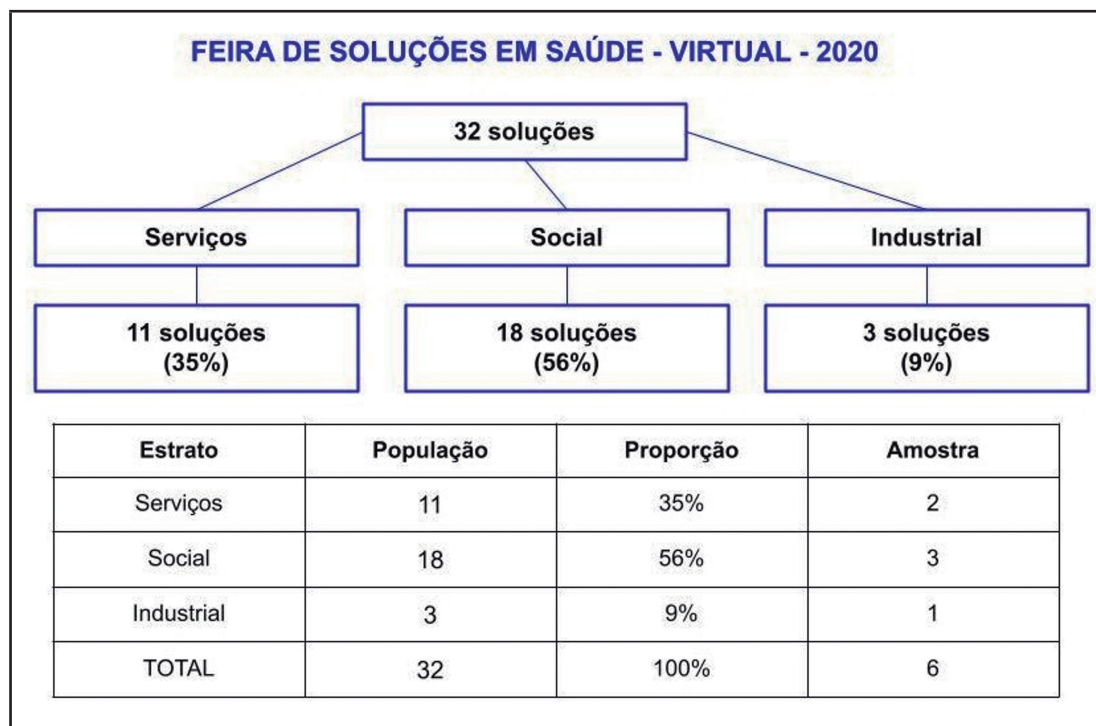 FEIRA DE SOLUÇÕES EM SAÚDE - VIRTUAL - 2020
32 soluções
Serviços Social Industrial
11 soluções 18 soluções 3 soluções
(35%) (56%) (9%)
Estrato População Proporção Amostra
Serviços 11 35% 2
Social 18 56% 3
Industrial 3 9% 1
TOTAL 32 100% 6